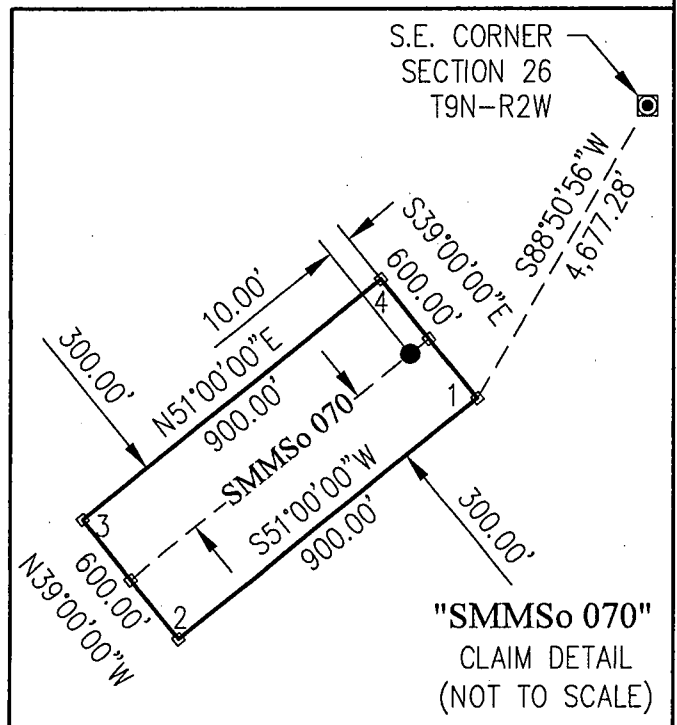 S.E. CORNER
SECTION 26
T9N-R2W
S88°50'56"W
4,677.28'
S39°00'00"E
600.00'
10.00'
4
300.00'
N51°00'00"E
900.00'
1
SMMSo 070
S51°00'00"W
900.00'
300.00'
3
600.00'
N39°00'00"W
2
"SMMSo 070"
CLAIM DETAIL
(NOT TO SCALE)